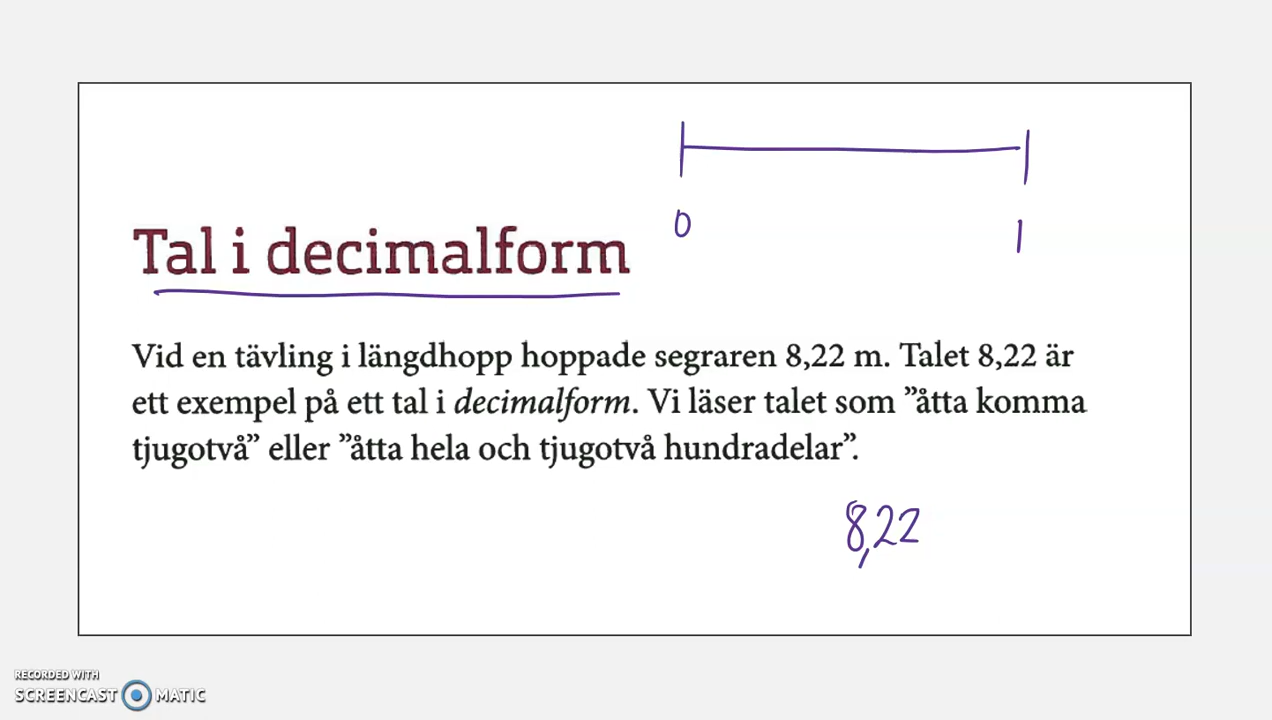 0 1
Tal i decimalform
Vid en tävling i längdhopp hoppade segraren 8,22 m. Talet 8,22 är
ett exempel på ett tal i decimalform. Vi läser talet som ”åtta komma
tjugotvå” eller ”åtta hela och tjugotvå hundradelar”.
8,22
RECORDED WITH
SCREENCAST MATIC